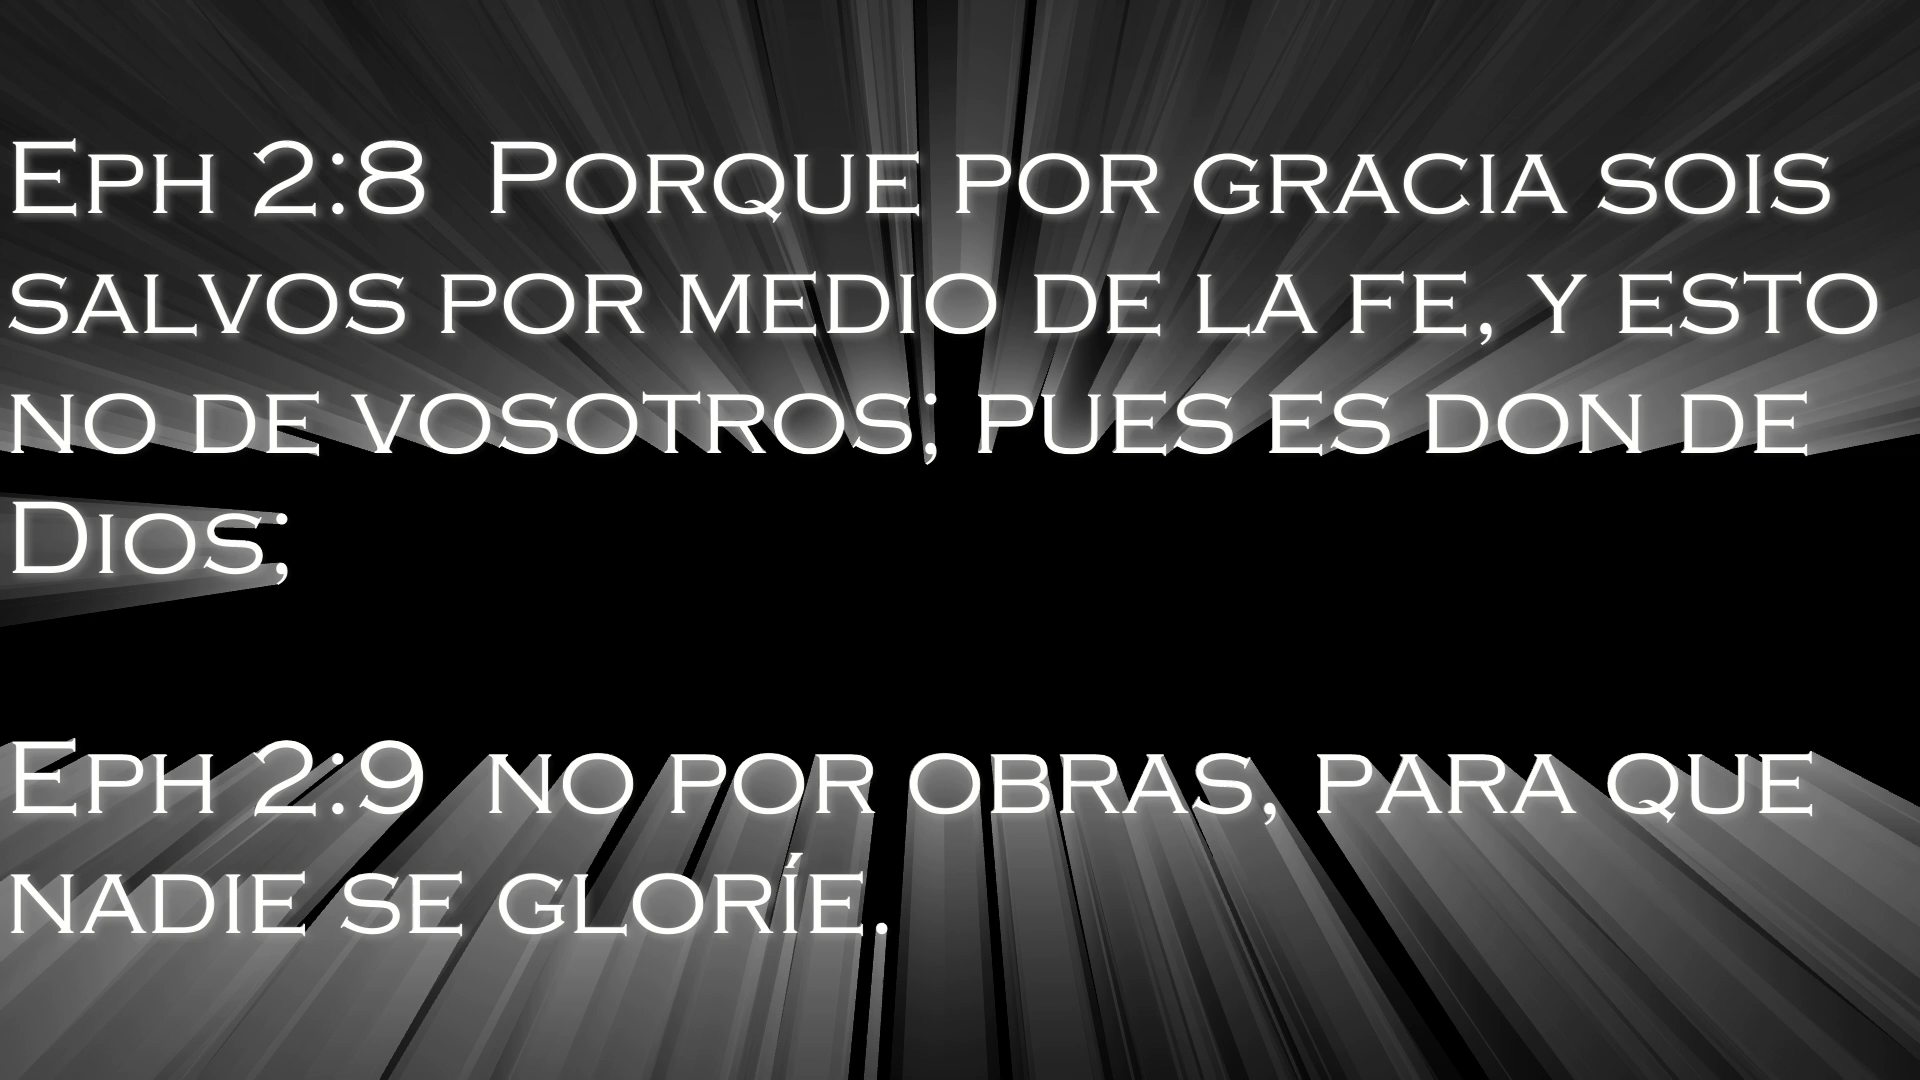 Eph 2:8 Porque por gracia sois
salvos por medio de la fe, y esto
no de vosotros; pues es don de
Dios;
Eph 2:9 no por obras, para que
nadie se gloríe.